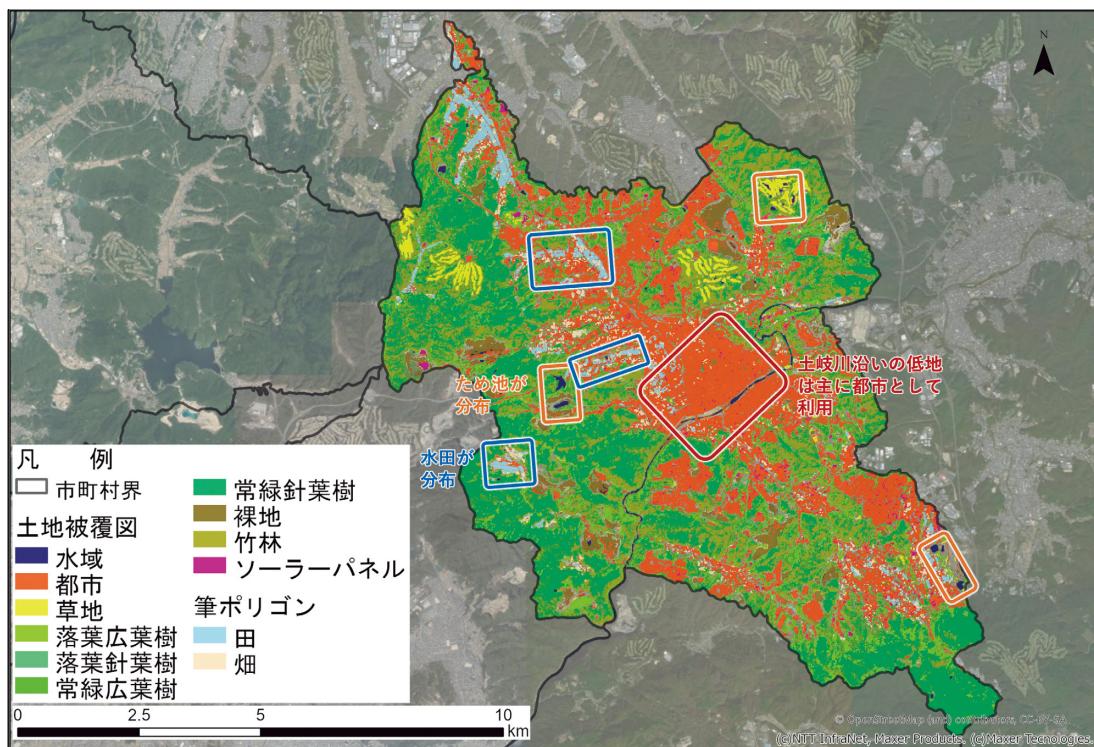 N
土岐川沿いの低地
は主に都市として
利用
ため池が
分布
水田が
分布
凡 例
市町村界
土地被覆図
水域
都市
草地
落葉広葉樹
落葉針葉樹
常緑広葉樹
常緑針葉樹
裸地
竹林
ソーラーパネル
筆ポリゴン
田
畑
0 2.5 5 10
km
© OpenStreetMap (and) contributors, CC-BY-SA
(c)NTT InfraNet, Maxer Products. (c)Maxer Tecnologies.